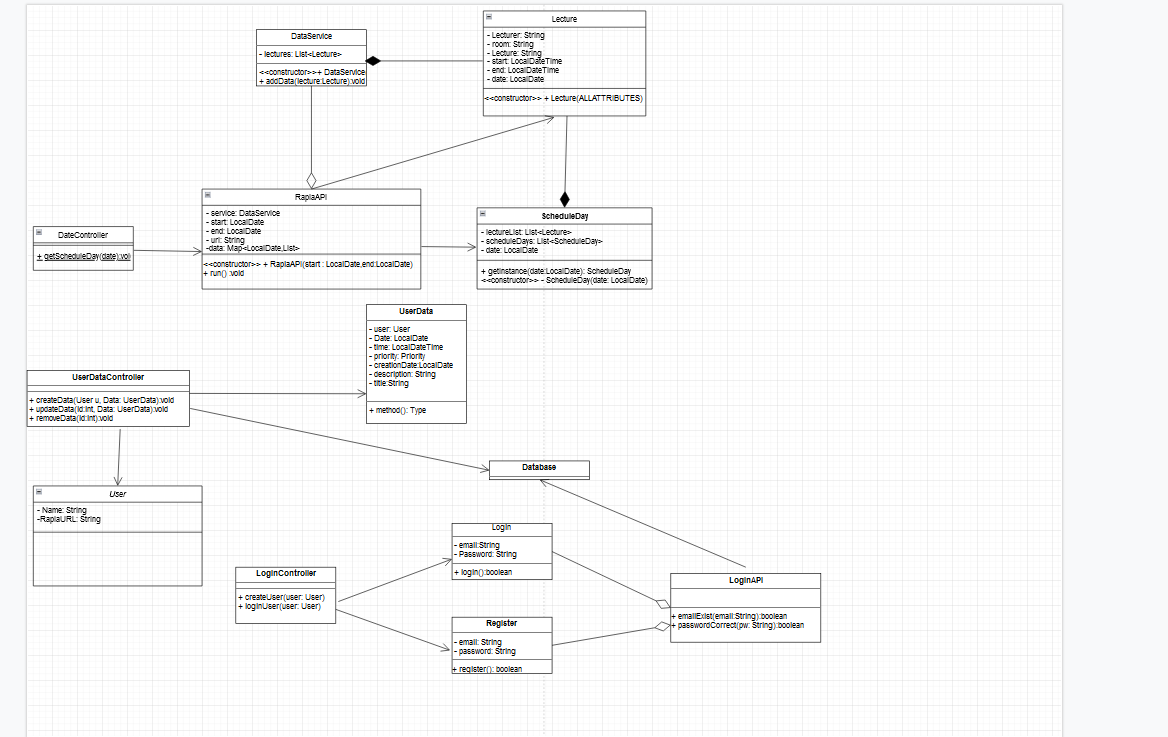 DataService
- lectures: List<Lecture>
<<constructor>>+ DataService
+ addData(lecture:Lecture):void
Lecture
- Lecturer: String
- room: String
- Lecture: String
- start: LocalDateTime
- end: LocalDateTime
- date: LocalDate
<<constructor>> + Lecture(ALLATTRIBUTES)
RaplaAPI
- service: DataService
- start: LocalDate
- end: LocalDate
- url: String
-data: Map<LocalDate,List>
<<constructor>> + RaplaAPI(start : LocalDate,end:LocalDate)
+ run() :void
DateController
+ getScheduleDay(date):voi
ScheduleDay
- lectureList: List<Lecture>
- scheduleDays: List<ScheduleDay>
- date: LocalDate
+ getInstance(date:LocalDate): ScheduleDay
<<constructor>> - ScheduleDay(date: LocalDate)
UserData
- user: User
- Date: LocalDate
- time: LocalDateTime
- priority: Priority
- creationDate:LocalDate
- description: String
- title:String
+ method(): Type
UserDataController
+ createData(User u, Data: UserData):void
+ updateData(id:int, Data: UserData):void
+ removeData(id:int):void
Database
User
- Name: String
-RaplaURL: String
Login
- email:String
- Password: String
+ login():boolean
LoginController
+ createUser(user: User)
+ loginUser(user: User)
LoginAPI
+ emailExist(email:String):boolean
+ passwordCorrect(pw: String):boolean
Register
- email: String
- password: String
+ register(): boolean